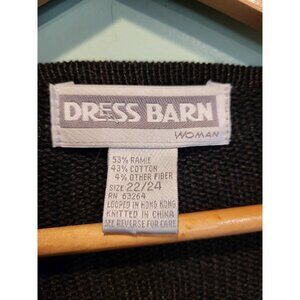 DRESS BARN
WOMAN
53% RAMIE
43% COTTON
4% OTHER FIBER
SIZE 22/24
RN 63264
LOOPED IN HONG KONG
KNITTED IN CHINA
SEE REVERSE FOR CARE